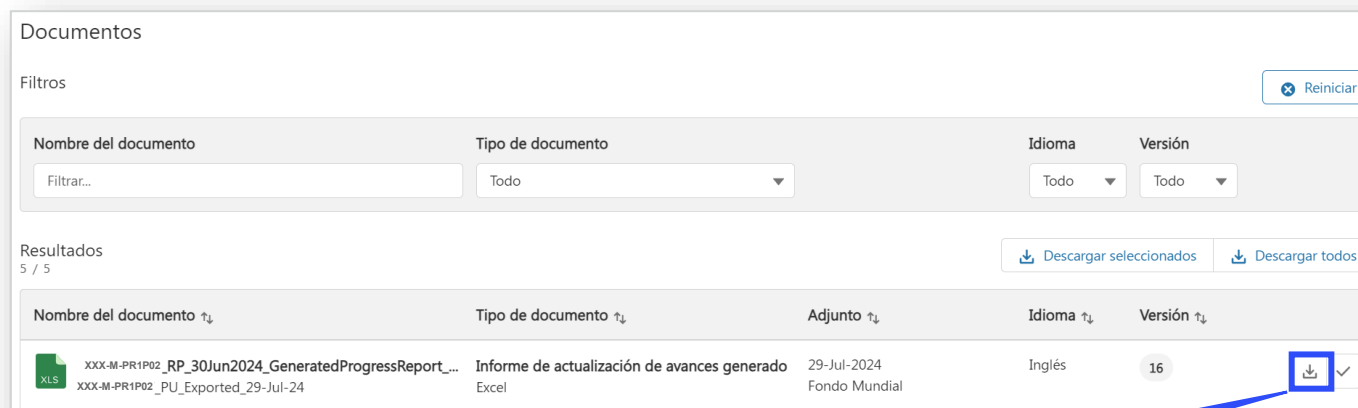 Documentos
Filtros
Reiniciar
Nombre del documento Tipo de documento Idioma Versión
Filtrar... Todo Todo Todo
Resultados
5 / 5
Descargar seleccionados Descargar todos
Nombre del documento Tipo de documento Adjunto Idioma Versión
XLS
XXX-M-PR1P02_RP_30Jun2024_GeneratedProgressReport_... Informe de actualización de avances generado 29-Jul-2024 Inglés 16
XXX-M-PR1P02_PU_Exported_29-Jul-24 Excel Fondo Mundial